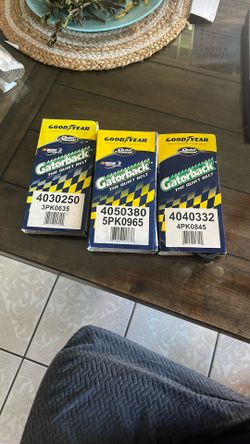 GOODYEAR
Gatorback
THE QUIET BELT
4030250
3PK0635
GOODYEAR
Gatorback
THE QUIET BELT
4050380
5PK0965
GOODYEAR
Gatorback
THE QUIET BELT
4040332
4PK0845